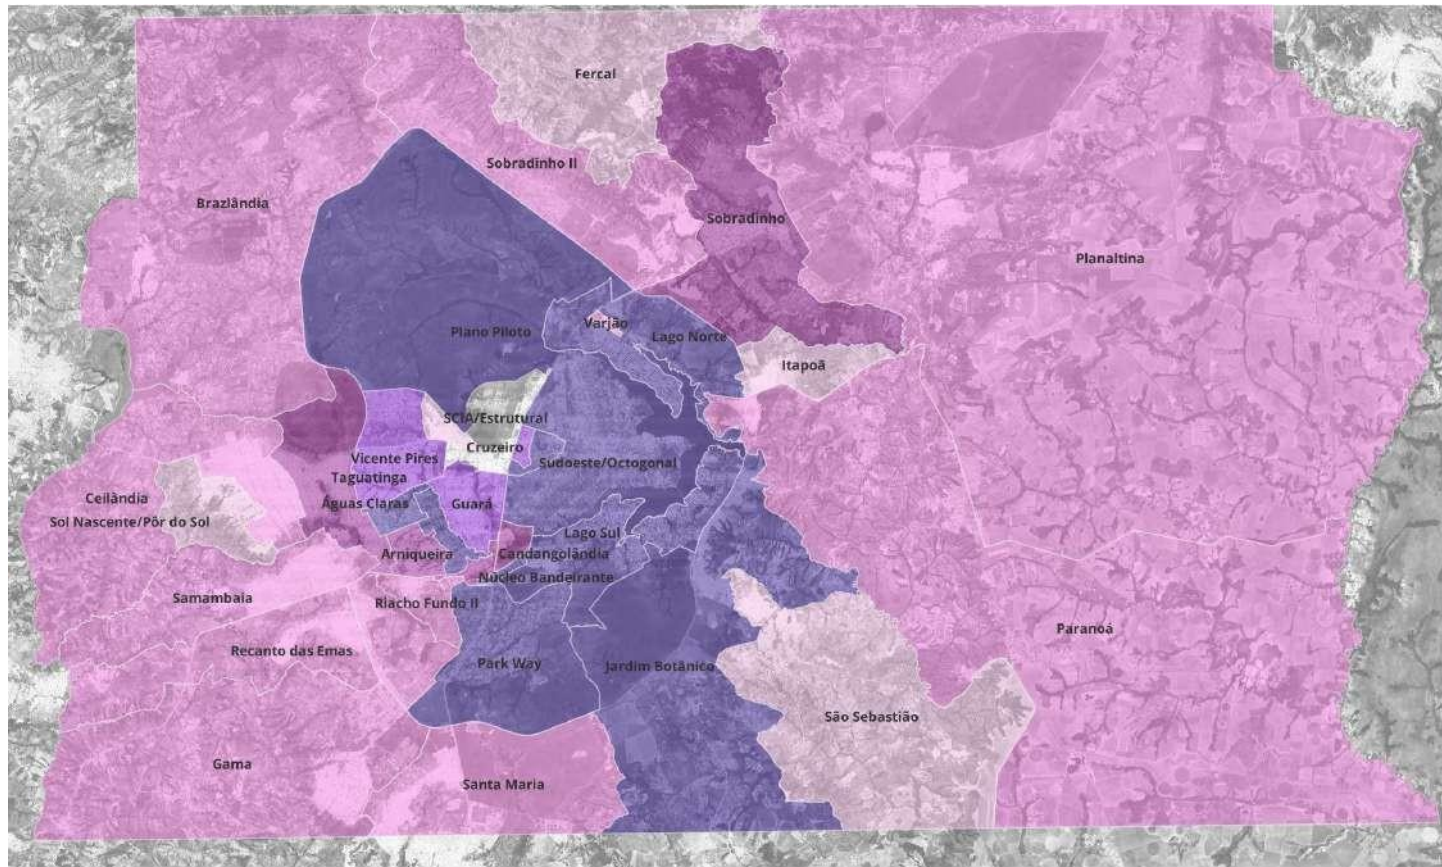 Fercal
Sobradinho II
Brazlândia
Sobradinho
Planaltina
Varjão
Plano Piloto
Lago Norte
Itapoã
SCIA/Estrutural
Cruzeiro
Vicente Pires
Sudoeste/Octogonal
Taguatinga
Ceilândia
Águas Claras
Guará
Sol Nascente/Pôr do Sol
Lago Sul
Arniqueira
Candangolândia
Núcleo Bandeirante
Samambaia
Riacho Fundo II
Paranoá
Recanto das Emas
Park Way
Jardim Botânico
São Sebastião
Gama
Santa Maria